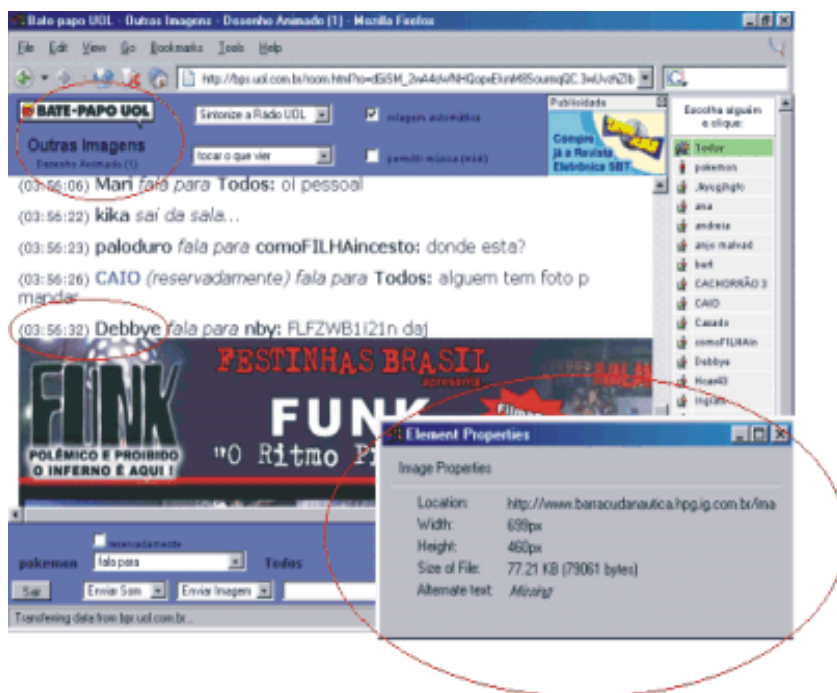 Bate-papo UOL - Outras Imagens - Desenho Animado (1) - Mozilla Firefox
File Edit View Go Bookmarks Tools Help
BATE-PAPO UOL
Outras Imagens
Desenho Animado (1)
Sintonize a Rádio UOL
tocar o que vier
rolagem automática
permitir música (midi)
Publicidade
Compre
já a Revista
Eletrônica SBT.
Escolha alguém
e clique:
Todos
pokemon
ana
andreia
anjo malvad
CACHORRÃO 3
CAIO
Casado
comoFILHAin
Debbye
(03:56:06) Mari fala para Todos: oi pessoal
(03:56:22) kika sai da sala...
(03:56:23) paloduro fala para comoFILHAincesto: donde esta?
(03:56:26) CAIO (reservadamente) fala para Todos: alguem tem foto p
mandar
(03:56:32) Debbye fala para nby: FLFZWB1i21n daj
FUNK
POLÊMICO E PROIBIDO
O INFERNO É AQUI !
FESTINHAS BRASIL
apresenta
FUNK
"O Ritmo
Element Properties
Image Properties
Location: http://www.barracudanautica.hpg.ig.com.br/ima
Width: 699px
Height: 460px
Size of File: 77.21 KB (79061 bytes)
Alternate text: Missing
reservadamente
pokemon fala para Todos
Sair Enviar Som Enviar Imagem
Transfering data from bpr.uol.com.br...